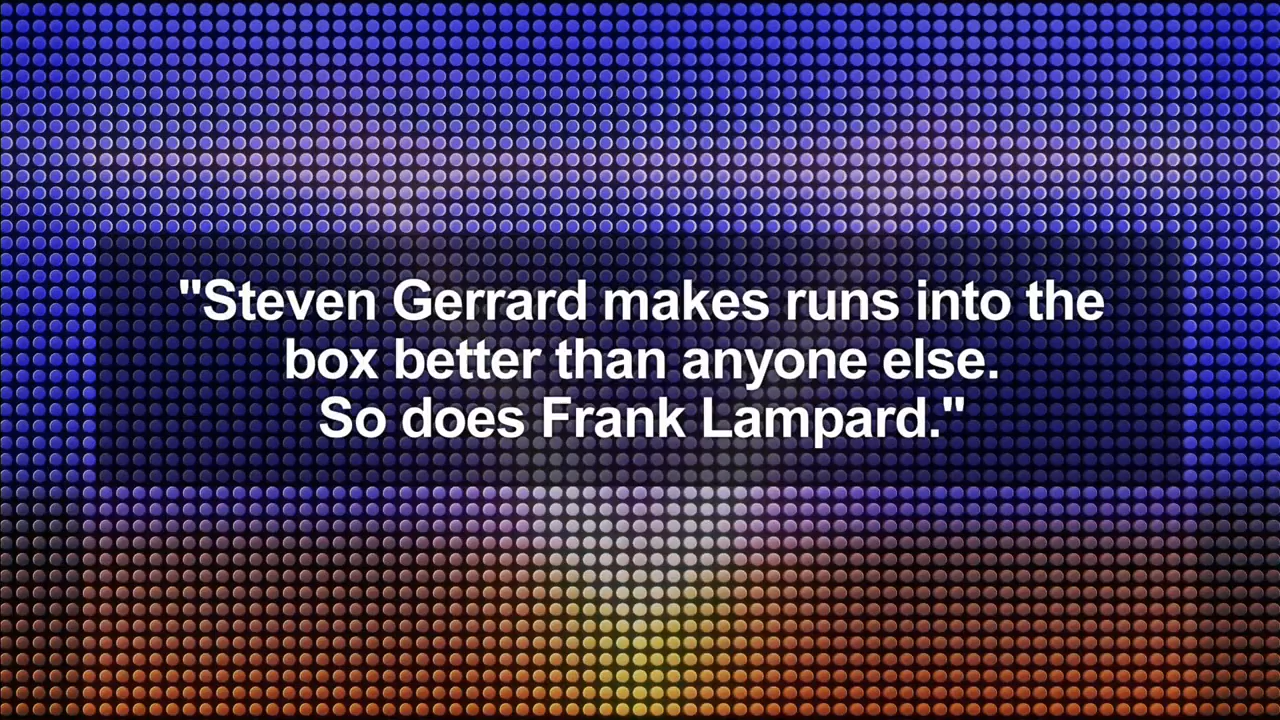 "Steven Gerrard makes runs into the
box better than anyone else.
So does Frank Lampard."